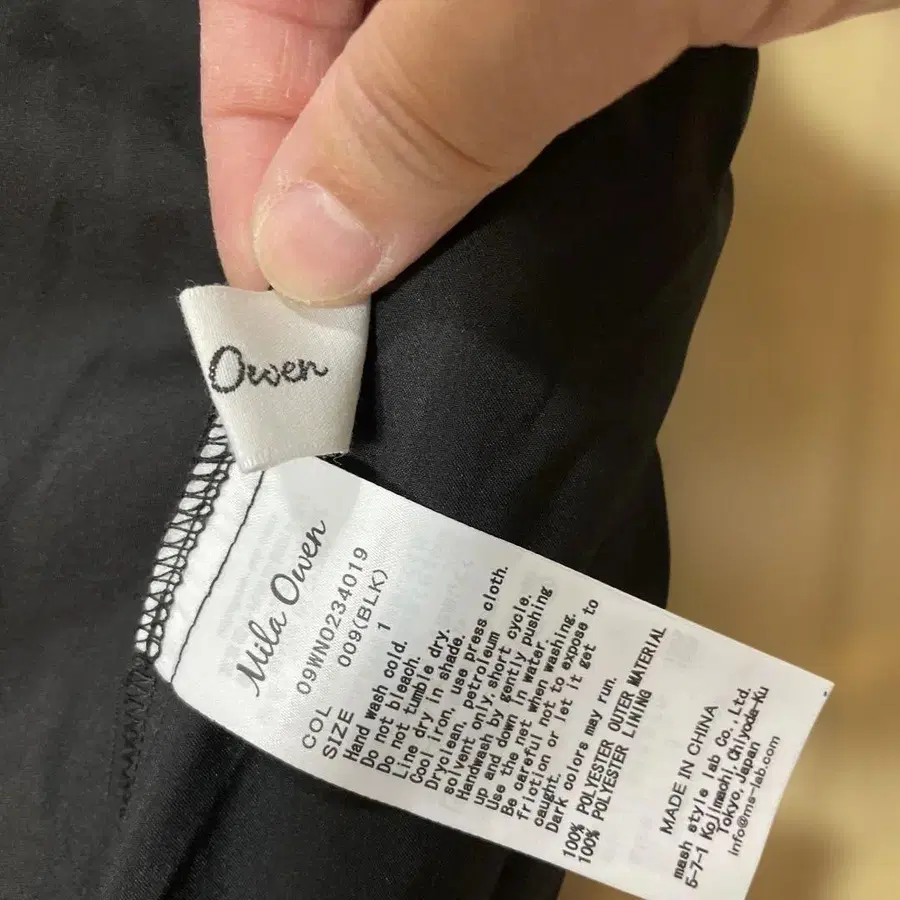 Owen
Mila Owen
09WN0234019
COL 009(BLK)
SIZE 1
Hand wash cold.
Do not bleach.
Do not tumble dry.
Line dry in shade.
Cool iron, use press cloth.
Dryclean, petroleum
solvent only, short cycle.
Handwash by gently pushing
up and down in water.
Use the net when washing.
Be careful not to expose to
friction or let it get
caught.
Dark colors may run.
100% POLYESTER OUTER MATERIAL
100% POLYESTER LINING
MADE IN CHINA
mash style lab Co.,Ltd.
5-7-1 Kojimachi, Chiyoda-Ku
Tokyo, Japan
info@ms-lab.com